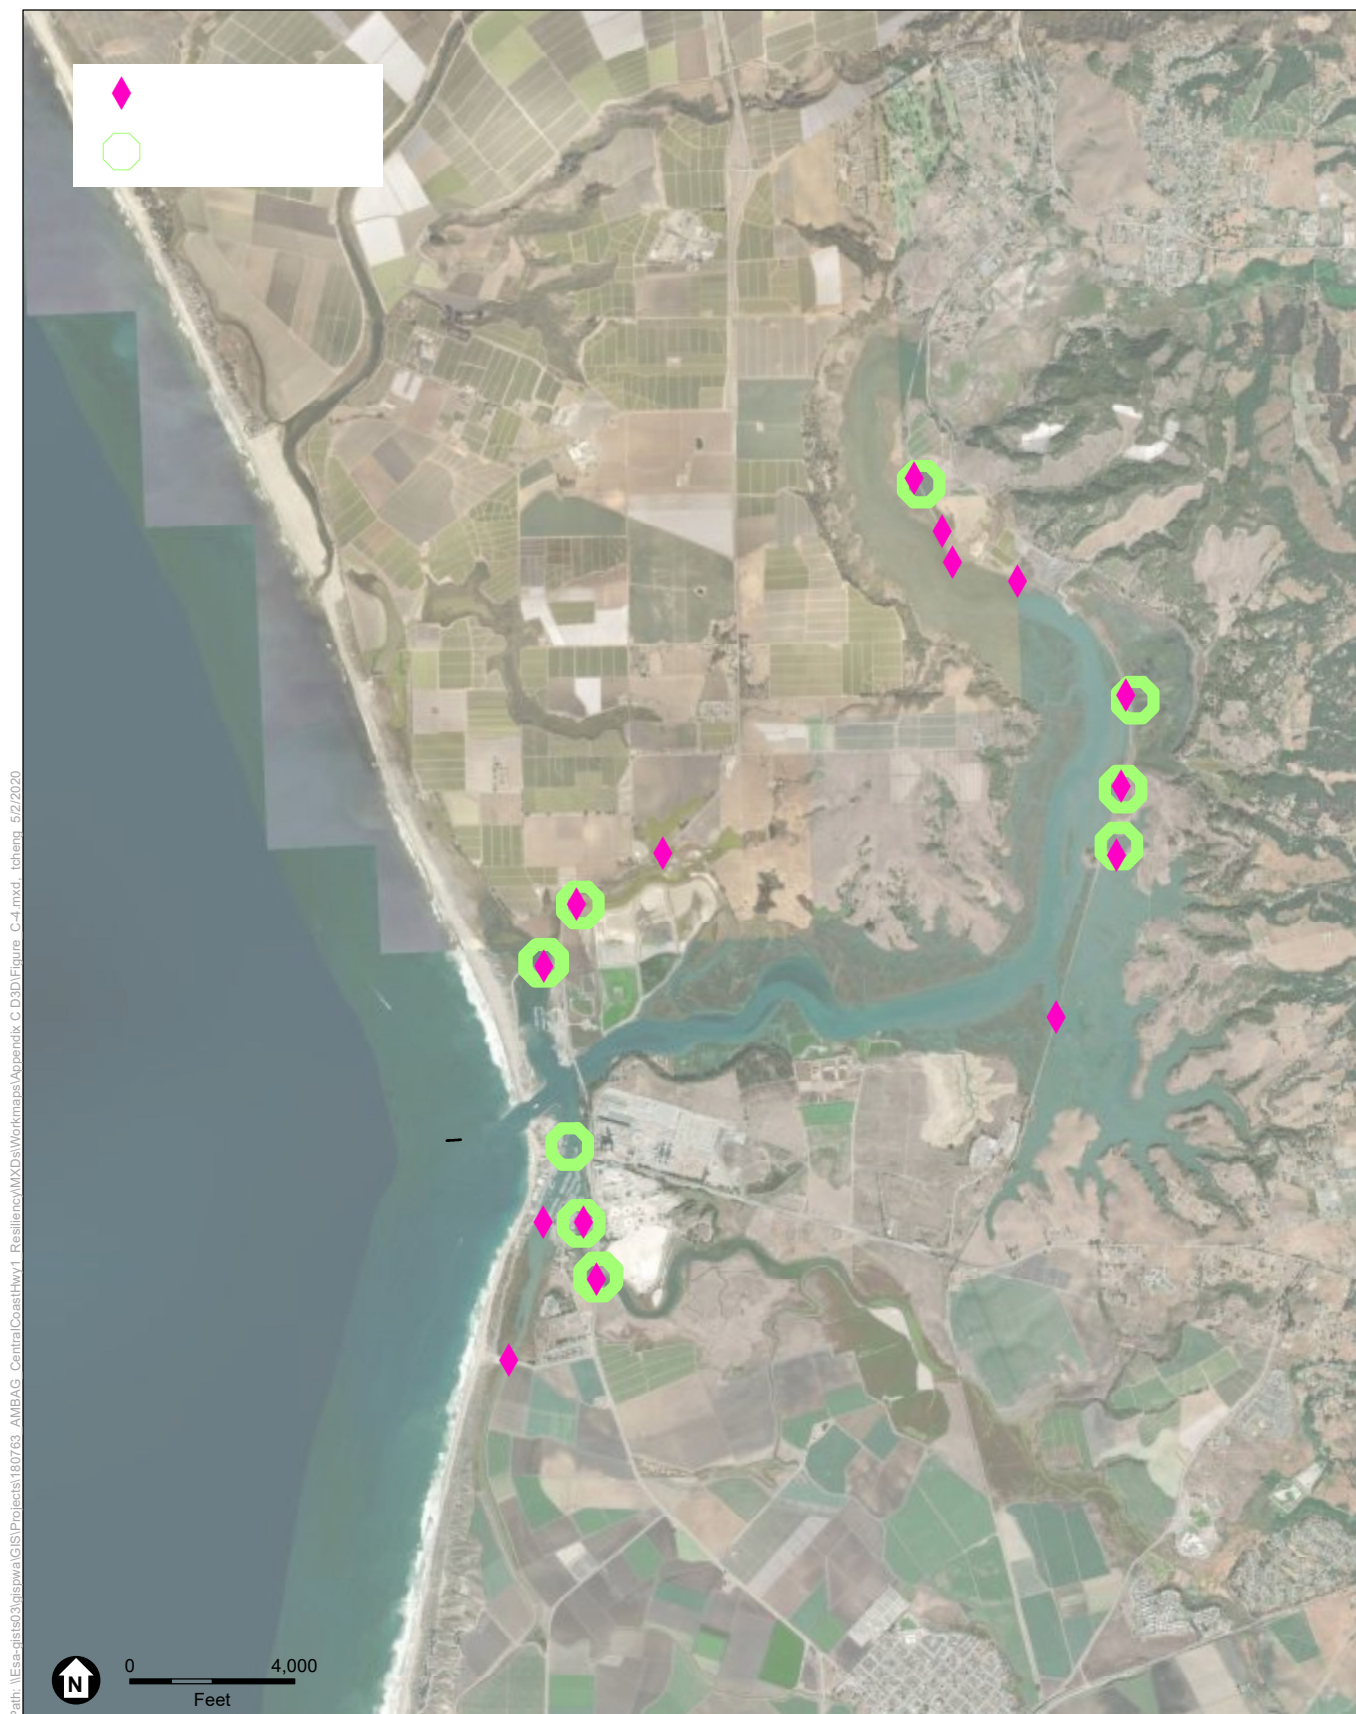 Path: \\Esa-gists03\gispwa\GIS\Projects\180763_AMBAG_CentralCoastHwy1_Resiliency\MXDs\Workmaps\Appendix C D3D\Figure_C-4.mxd, tcheng 5/2/2020
N
0 4,000
Feet